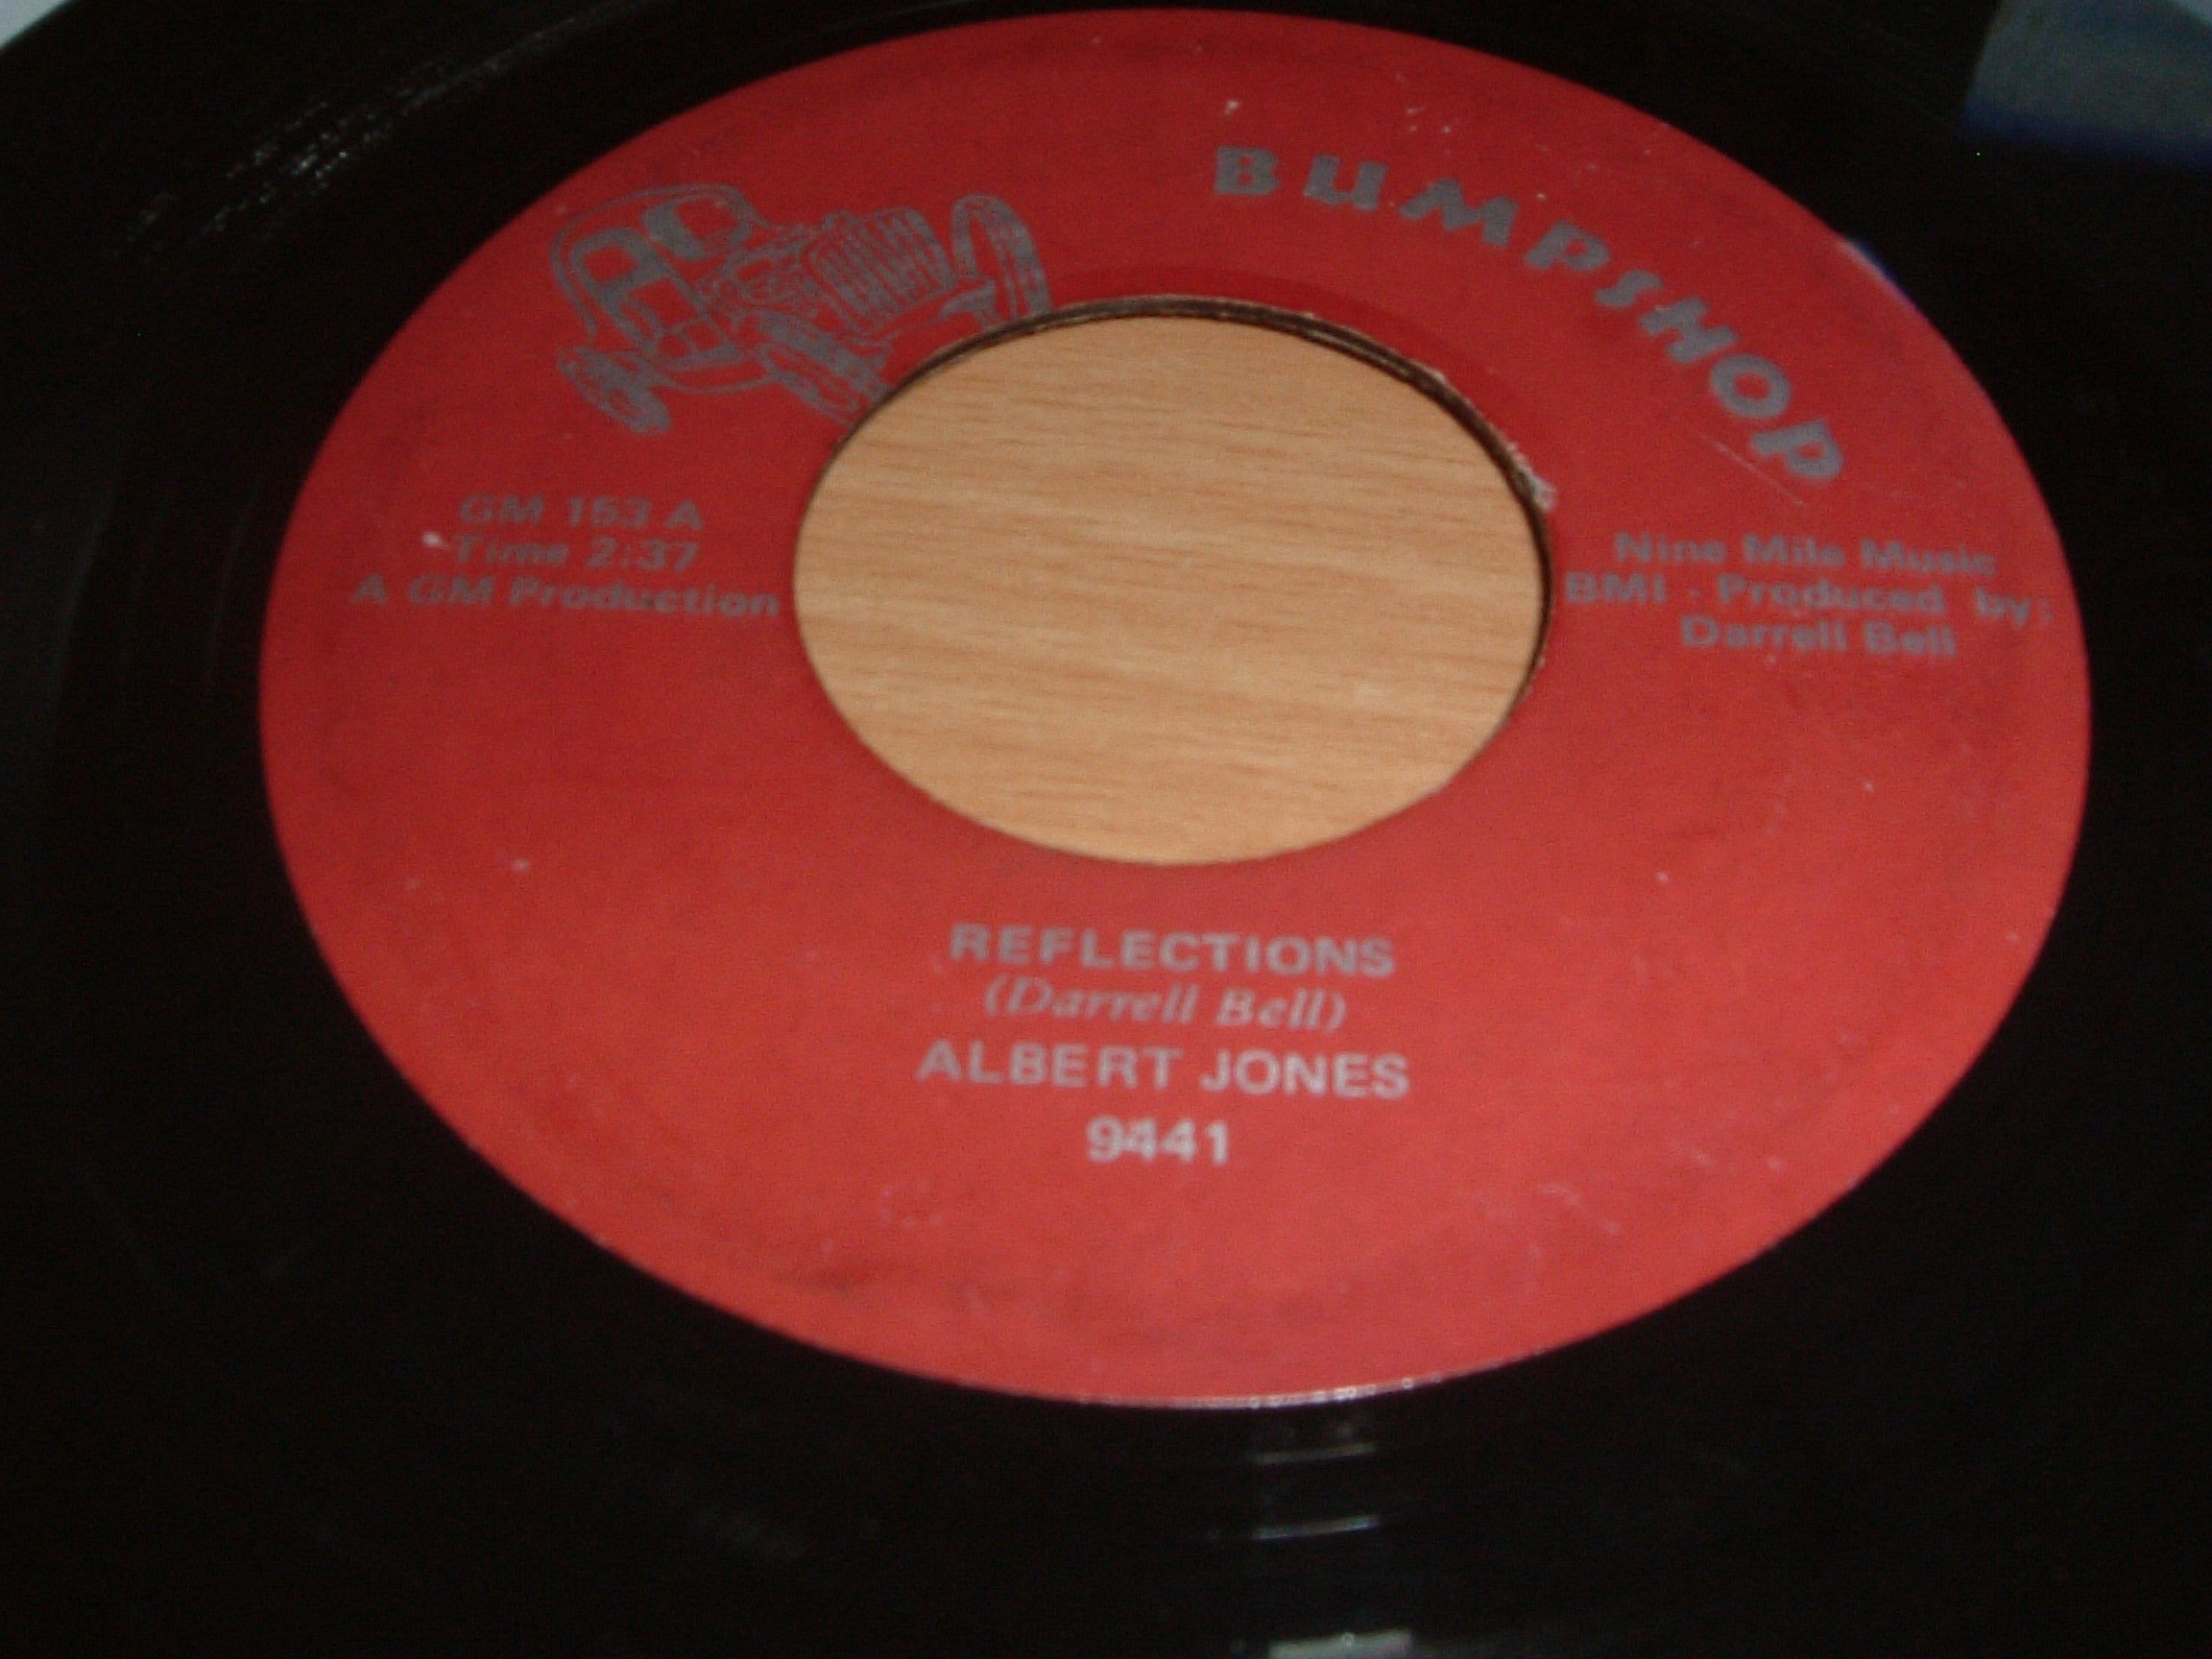 BUMPSHOP
GM 153 A
Time 2:37
A GM Production
Nine Mile Music
BMI - Produced by:
Darrell Bell
REFLECTIONS
(Darrell Bell)
ALBERT JONES
9441